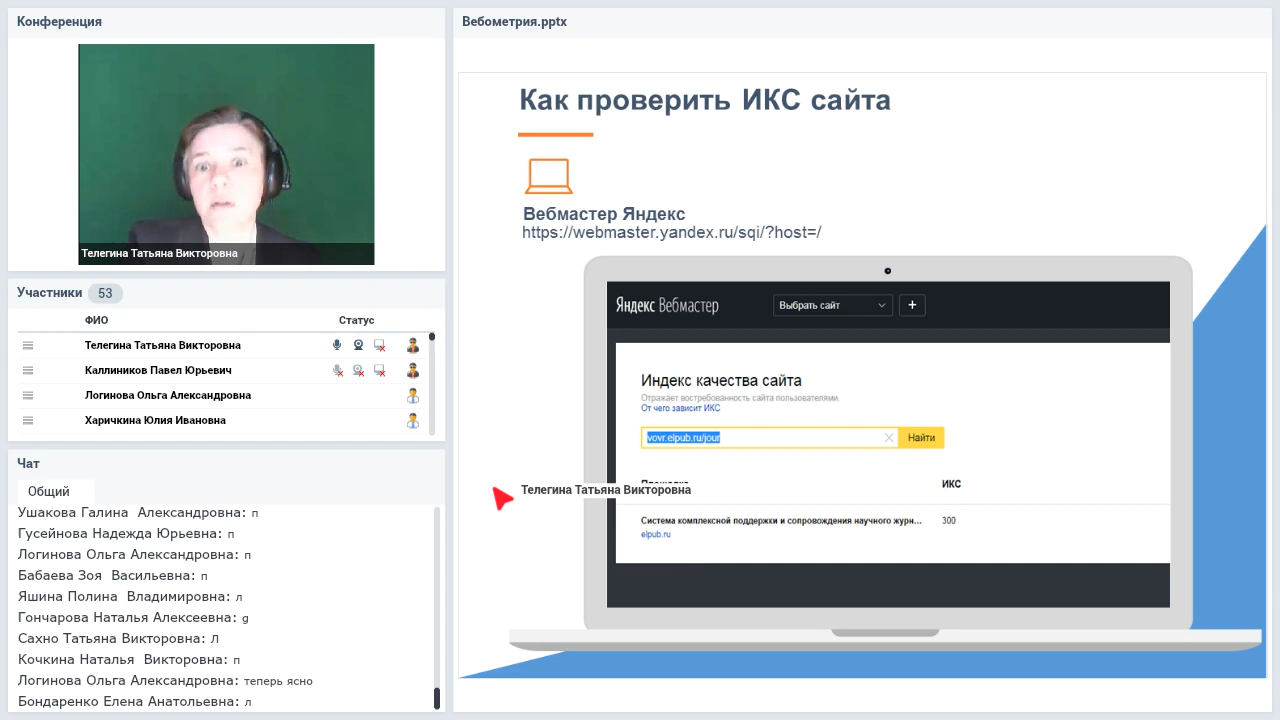 Конференция
Телегина Татьяна Викторовна
Участники 53
ФИО Статус
Телегина Татьяна Викторовна
Каллиников Павел Юрьевич
Логинова Ольга Александровна
Харичкина Юлия Ивановна
Чат
Общий
Ушакова Галина Александровна: п
Гусейнова Надежда Юрьевна: п
Логинова Ольга Александровна: п
Бабаева Зоя Васильевна: п
Яшина Полина Владимировна: л
Гончарова Наталья Алексеевна: g
Сахно Татьяна Викторовна: Л
Кочкина Наталья Викторовна: п
Логинова Ольга Александровна: теперь ясно
Бондаренко Елена Анатольевна: л
Вебометрия.pptx
Как проверить ИКС сайта
Вебмастер Яндекс
https://webmaster.yandex.ru/sqi/?host=/
Яндекс Вебмастер Выбрать сайт +
Индекс качества сайта
Отражает востребованность сайта пользователями.
От чего зависит ИКС
vovr.elpub.ru/jour Найти
ИКС
Телегина Татьяна Викторовна
Система комплексной поддержки и сопровождения научного журн... 300
elpub.ru